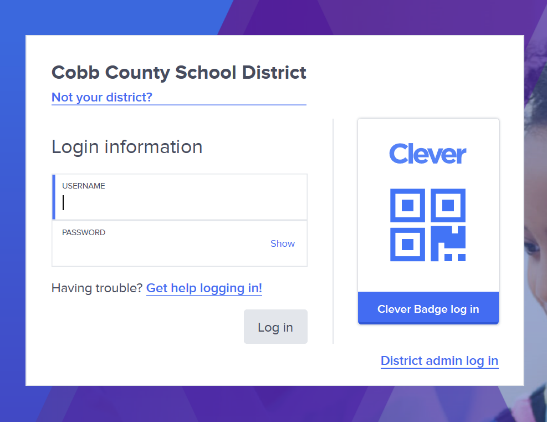 Cobb County School District
Not your district?
Login information
USERNAME
PASSWORD
Show
Having trouble? Get help logging in!
Log in
Clever
Clever Badge log in
District admin log in